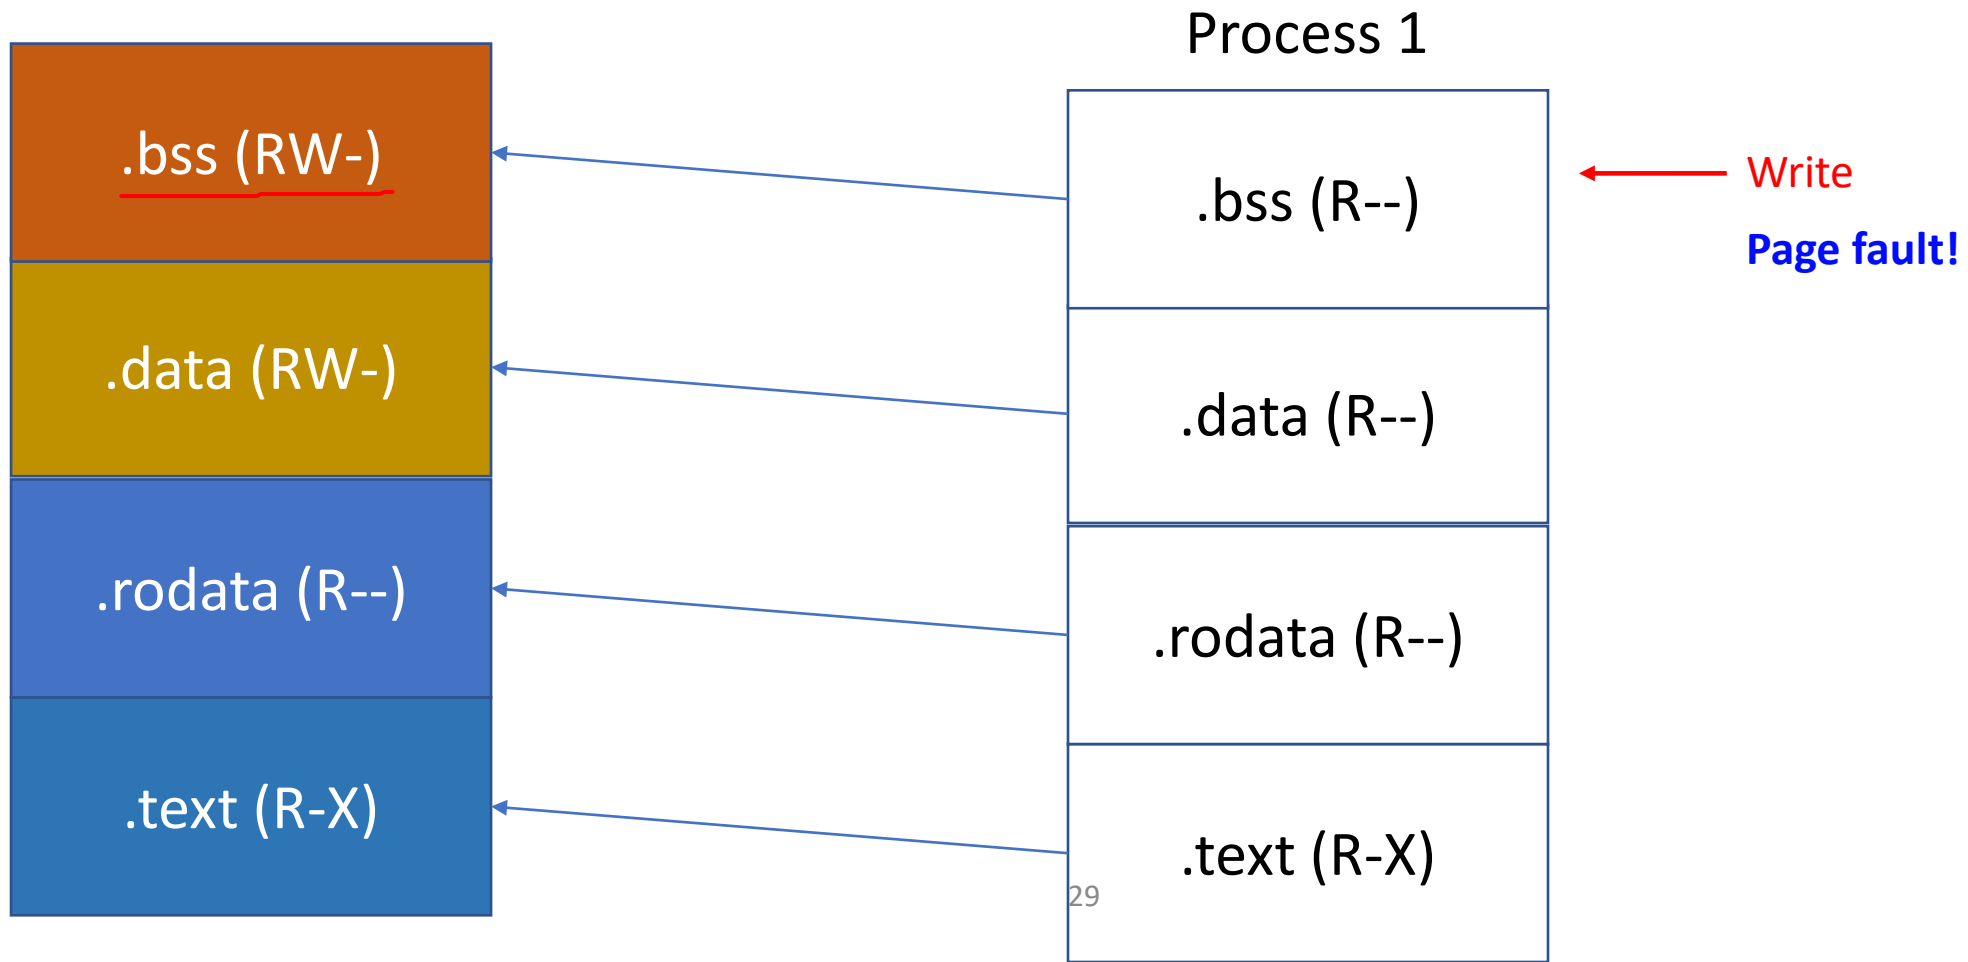 .bss (RW-)
.data (RW-)
.rodata (R--)
.text (R-X)
Process 1
.bss (R--)
.data (R--)
.rodata (R--)
.text (R-X)
29
Write
Page fault!